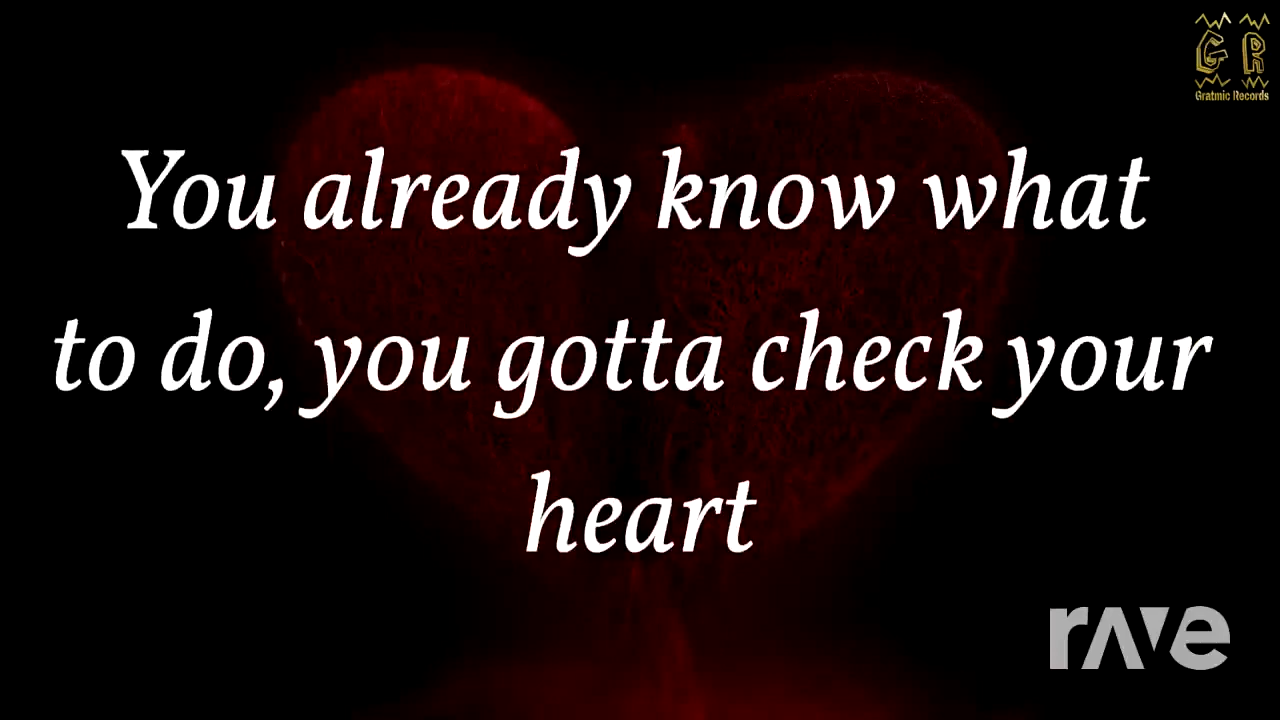 G R
Gratmic Records
You already know what
to do, you gotta check your
heart
rave